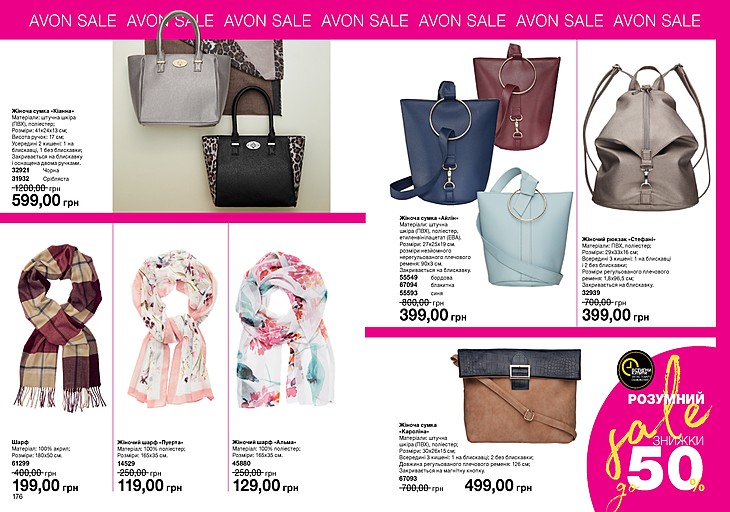 AVON SALE AVON SALE AVON SALE AVON SALE AVON SALE AVON SALE AVON SALE
Жіноча сумка «Кіанна»
Матеріали: штучна шкіра
(ПВХ), поліестер;
Розміри: 41х24х13 см;
Висота ручок: 17 см;
Усередині 2 кишені: 1 на
блискавці, 1 без блискавки;
Закривається на блискавку
і оснащена двома ручками.
32921 Чорна
31932 Срібляста
1200,00 грн
599,00 грн
Шарф
Матеріал: 100% акрил;
Розміри: 180х50 см.
61299
400,00 грн
199,00 грн
176
Жіночий шарф «Пуерта»
Матеріал: 100% поліестер;
Розміри: 165х35 см.
14529
250,00 грн
119,00 грн
Жіночий шарф «Альма»
Матеріали: 100% поліестер;
Розміри: 165х35 см.
45880
250,00 грн
129,00 грн
Жіноча сумка «Айлін»
Матеріали: штучна
шкіра (ПВХ), поліестер,
етиленвінілацетат (ЕВА).
Розміри: 27х25х19 см.
розміри незйомного
нерегульованого плечового
ременя: 90х3 см.
Закривається на блискавку.
55549 бордова
67094 блакитна
55593 синя
800,00 грн
399,00 грн
Жіночий рюкзак «Стефані»
Матеріали: ПВХ, поліестер
Розміри: 29х33х16 см;
Всередині 3 кишені: 1 на блискавці
і 2 без блискавки;
Розміри регульованого плечового
ременя: 1,8х96,5 см;
Закривається на блискавку.
32939
700,00 грн
399,00 грн
Жіноча сумка
«Кароліна»
Матеріали: штучна
шкіра (ПВХ), поліестер;
Розміри: 30х26х15 см;
Всередині 3 кишені: 1 на блискавці; 2 без блискавки;
Довжина регульованого плечового ременя: 126 см;
Закривається на магнітну кнопку.
67093
700,00 грн 499,00 грн
РОЗУМНИЙ
sale
ЗНИЖКИ
до 50%